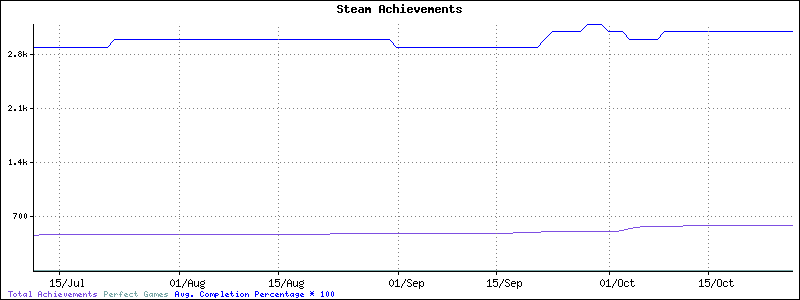 Steam Achievements
2.8k
2.1k
1.4k
700
15/Jul 01/Aug 15/Aug 01/Sep 15/Sep 01/Oct 15/Oct
Total Achievements Perfect Games Avg. Completion Percentage * 100